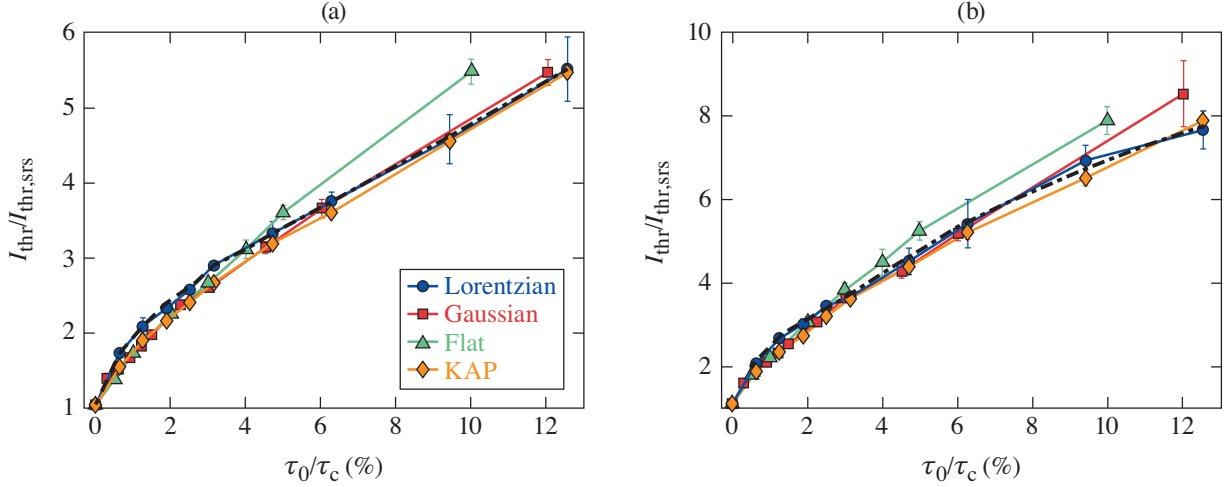 (a)
6
5
4
3
2
1
0 2 4 6 8 10 12
I_thr/I_thr,srs
τ_0/τ_c (%)
Lorentzian
Gaussian
Flat
KAP
(b)
10
8
6
4
2
0 2 4 6 8 10 12
I_thr/I_thr,srs
τ_0/τ_c (%)